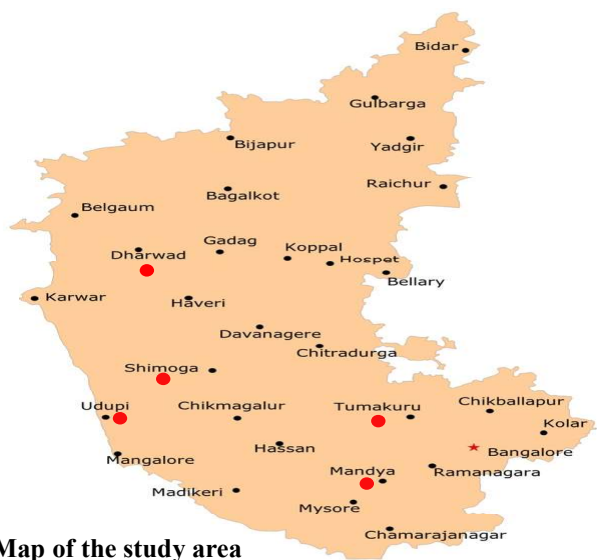 Bidar
Gulbarga
Bijapur
Yadgir
Raichur
Bagalkot
Belgaum
Gadag
Koppal
Dharwad
Hospet
Bellary
Karwar
Haveri
Davanagere
Chitradurga
Shimoga
Udupi
Chikmagalur
Tumakuru
Chikballapur
Kolar
Hassan
Bangalore
Mangalore
Mandya
Ramanagara
Madikeri
Mysore
Chamarajanagar
Map of the study area